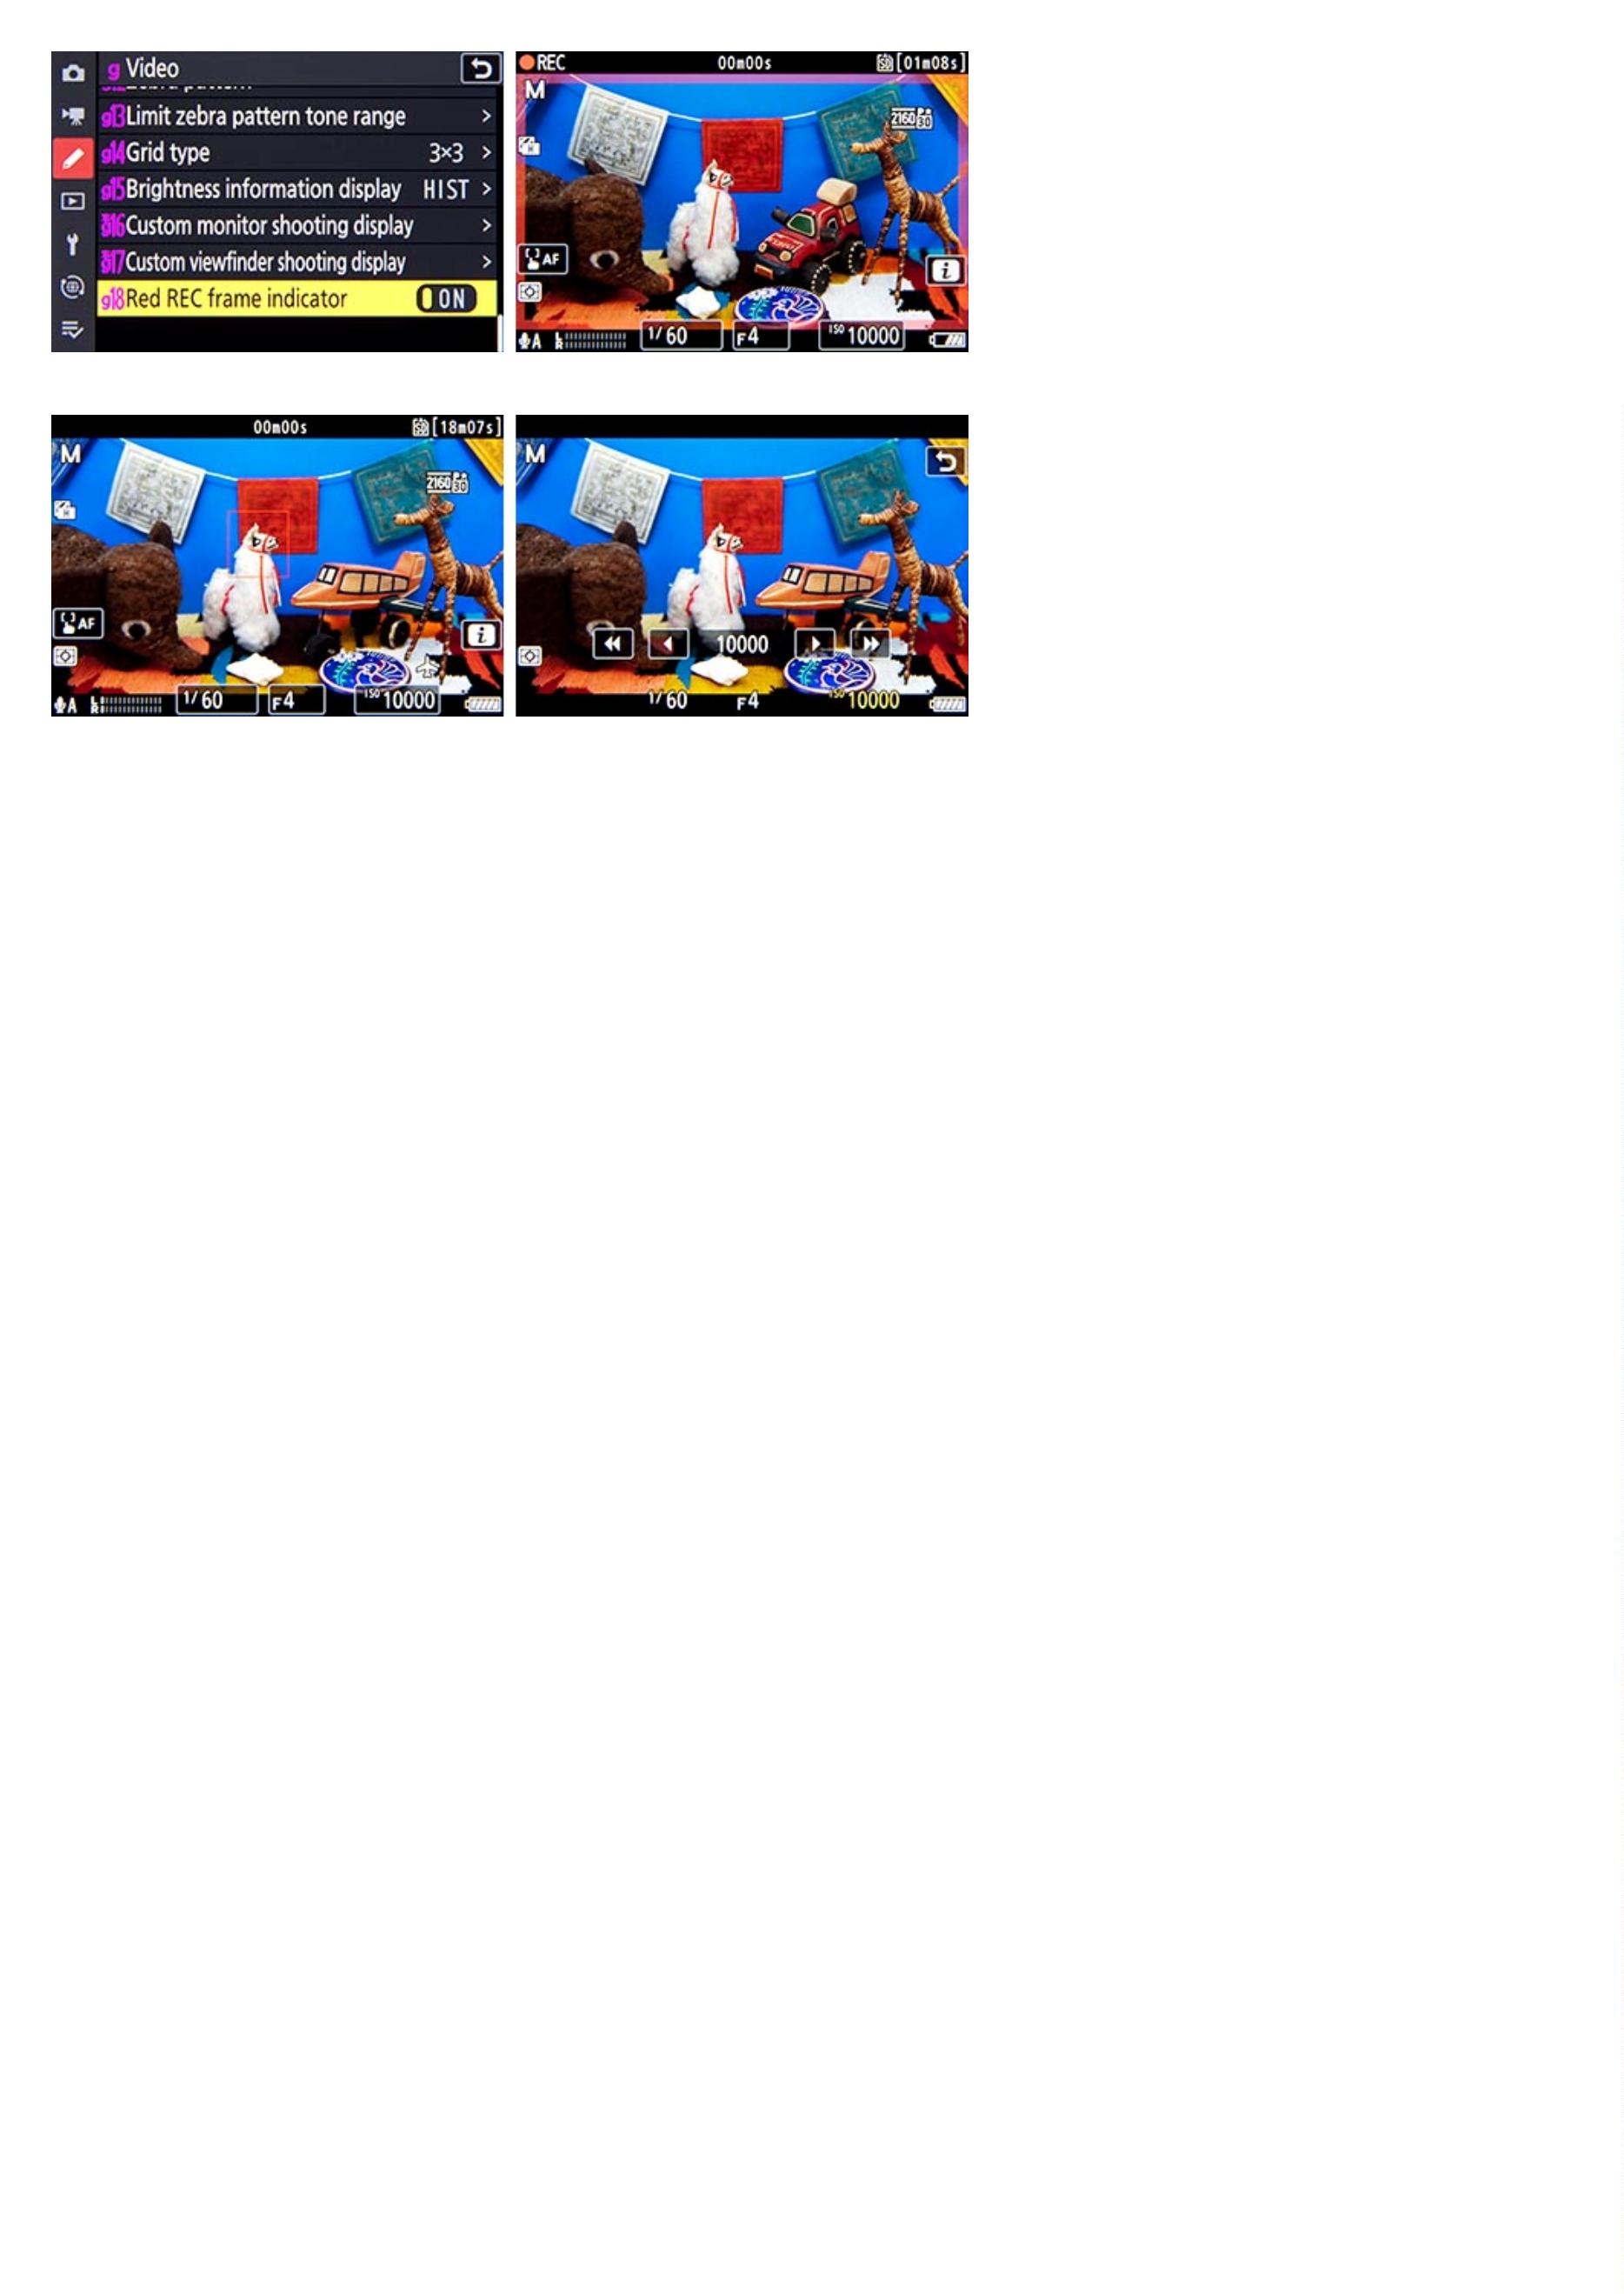 g Video
g13 Limit zebra pattern tone range >
g14 Grid type 3×3 >
g15 Brightness information display HIST >
g16 Custom monitor shooting display >
g17 Custom viewfinder shooting display >
g18 Red REC frame indicator ON
REC 00m00s [01m08s]
M
2160 30
AF
i
A L R 1/60 F4 ISO 10000
00m00s [18m07s]
M
2160 30
AF
i
A L R 1/60 F4 ISO 10000
M
10000
1/60 F4 ISO 10000